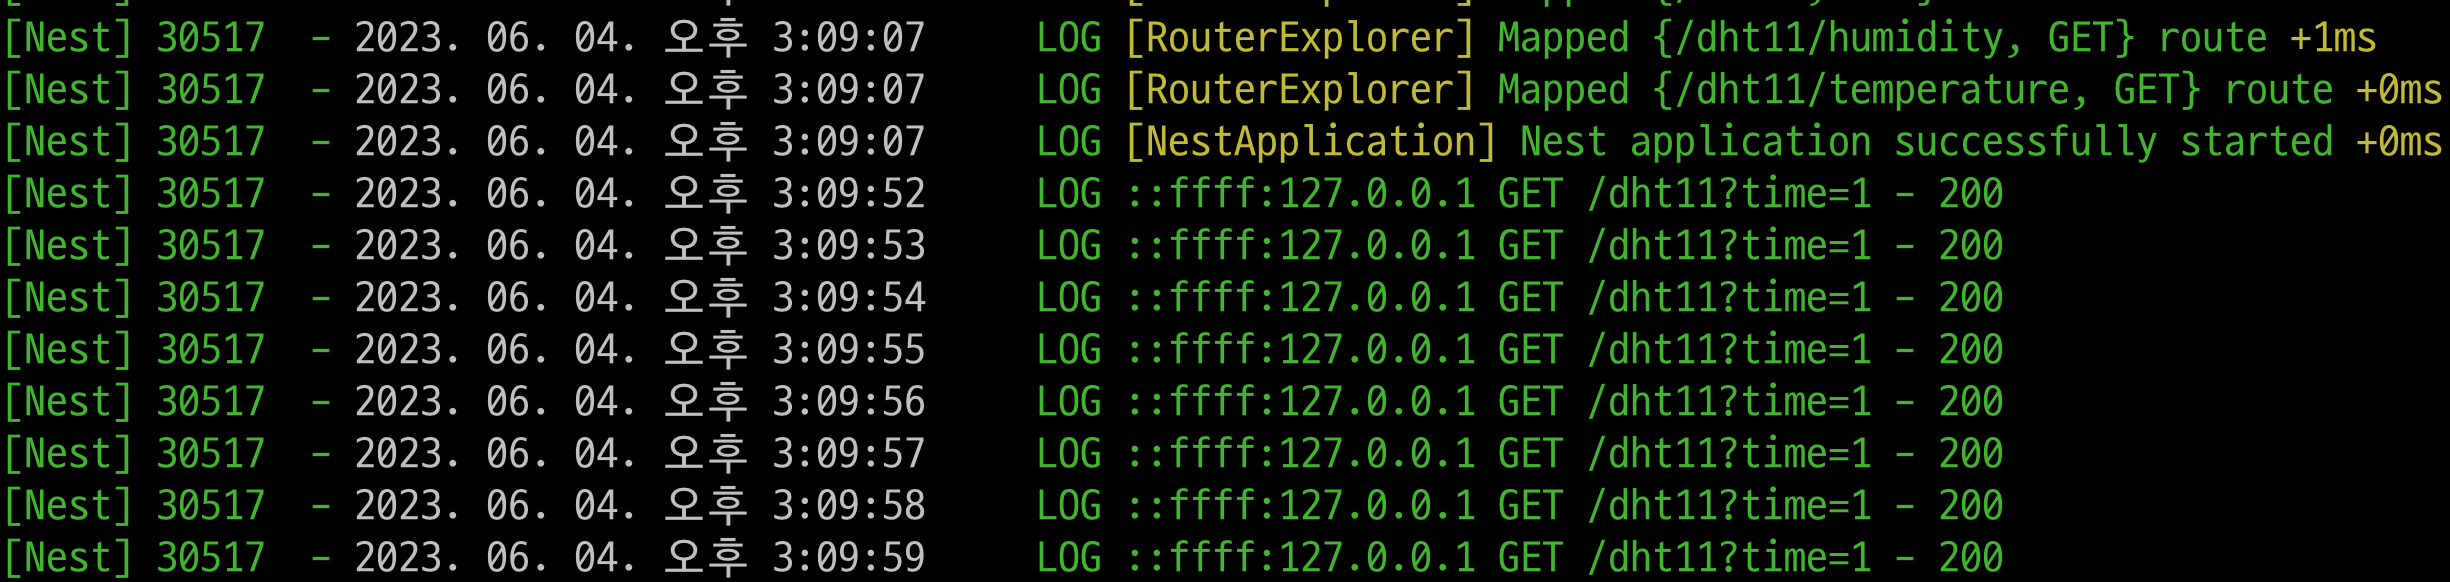 [Nest] 30517  - 2023. 06. 04. 오후 3:09:07     LOG [RouterExplorer] Mapped {/dht11/humidity, GET} route +1ms
[Nest] 30517  - 2023. 06. 04. 오후 3:09:07     LOG [RouterExplorer] Mapped {/dht11/temperature, GET} route +0ms
[Nest] 30517  - 2023. 06. 04. 오후 3:09:07     LOG [NestApplication] Nest application successfully started +0ms
[Nest] 30517  - 2023. 06. 04. 오후 3:09:52     LOG ::ffff:127.0.0.1 GET /dht11?time=1 - 200
[Nest] 30517  - 2023. 06. 04. 오후 3:09:53     LOG ::ffff:127.0.0.1 GET /dht11?time=1 - 200
[Nest] 30517  - 2023. 06. 04. 오후 3:09:54     LOG ::ffff:127.0.0.1 GET /dht11?time=1 - 200
[Nest] 30517  - 2023. 06. 04. 오후 3:09:55     LOG ::ffff:127.0.0.1 GET /dht11?time=1 - 200
[Nest] 30517  - 2023. 06. 04. 오후 3:09:56     LOG ::ffff:127.0.0.1 GET /dht11?time=1 - 200
[Nest] 30517  - 2023. 06. 04. 오후 3:09:57     LOG ::ffff:127.0.0.1 GET /dht11?time=1 - 200
[Nest] 30517  - 2023. 06. 04. 오후 3:09:58     LOG ::ffff:127.0.0.1 GET /dht11?time=1 - 200
[Nest] 30517  - 2023. 06. 04. 오후 3:09:59     LOG ::ffff:127.0.0.1 GET /dht11?time=1 - 200